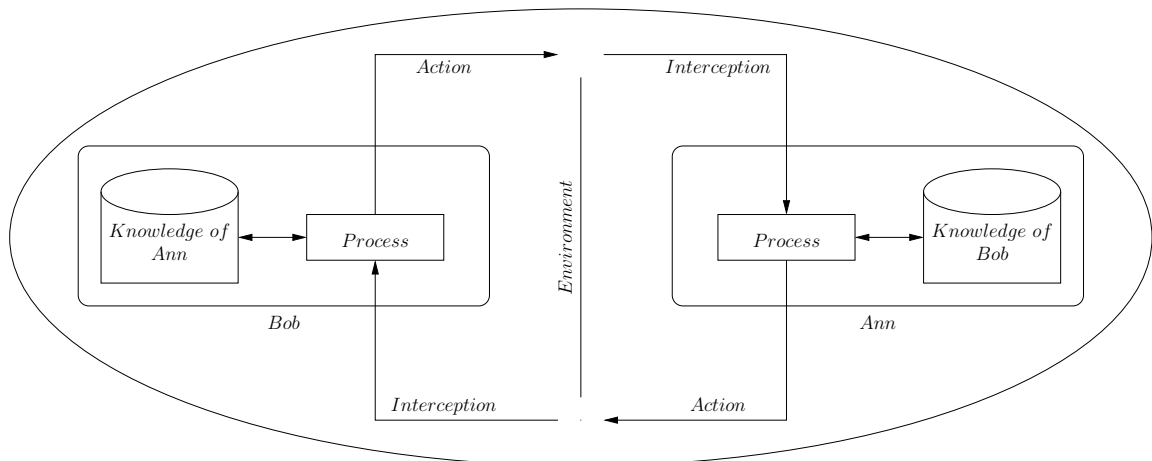 Action
Interception
Knowledge of
Ann
Process
Environment
Process
Knowledge of
Bob
Bob
Ann
Interception
Action